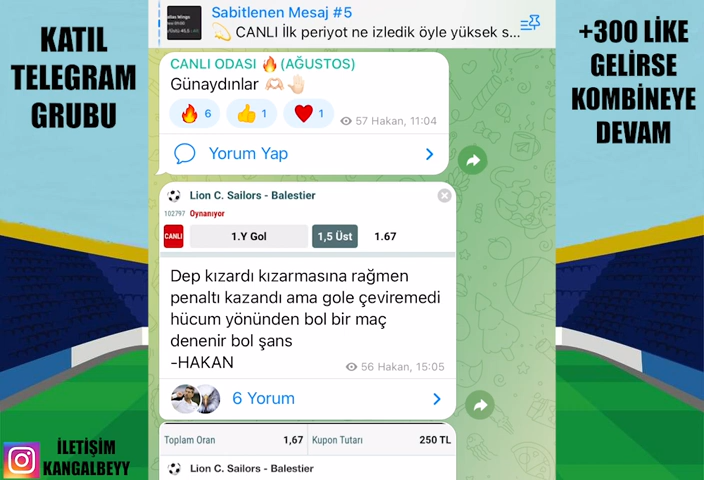 KATIL
TELEGRAM
GRUBU
+300 LİKE
GELİRSE
KOMBİNEYE
DEVAM
Sabitlenen Mesaj #5
CANLI İlk periyot ne izledik öyle yüksek s...
CANLI ODASI 🔥(AĞUSTOS)
Günaydınlar 🫶🏻👋🏻
🔥 6 👍 1 ❤️ 1
57 Hakan, 11:04
Yorum Yap
Lion C. Sailors - Balestier
102797 Oynanıyor
CANLI 1.Y Gol 1,5 Üst 1.67
Dep kızardı kızarmasına rağmen
penaltı kazandı ama gole çeviremedi
hücum yönünden bol bir maç
denenir bol şans
-HAKAN
56 Hakan, 15:05
6 Yorum
Toplam Oran 1,67 Kupon Tutarı 250 TL
Lion C. Sailors - Balestier
İLETİŞİM
KANGALBEYY